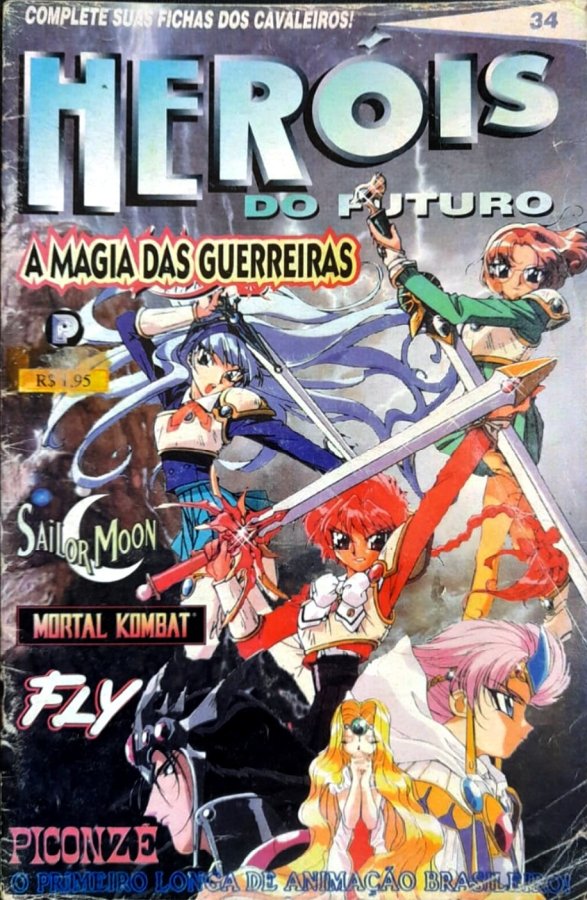 COMPLETE SUAS FICHAS DOS CAVALEIROS!
34
HERÓIS
DO FUTURO
A MAGIA DAS GUERREIRAS
P
R$ 1,95
SAILOR MOON
MORTAL KOMBAT
FLY
PICONZÉ
O PRIMEIRO LONGA DE ANIMAÇÃO BRASILEIRO!